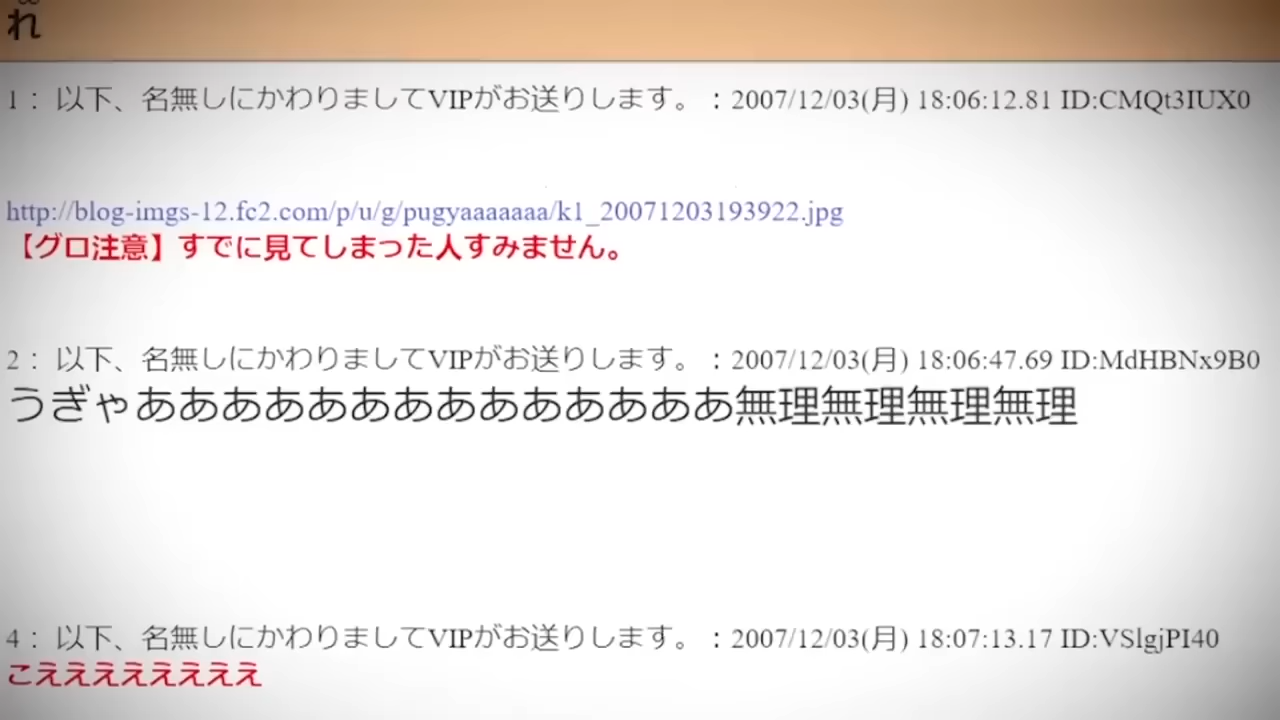 れ
1： 以下、名無しにかわりましてVIPがお送りします。：2007/12/03(月) 18:06:12.81 ID:CMQt3IUX0
http://blog-imgs-12.fc2.com/p/u/g/pugyaaaaaaa/k1_20071203193922.jpg
【グロ注意】すでに見てしまった人すみません。
2： 以下、名無しにかわりましてVIPがお送りします。：2007/12/03(月) 18:06:47.69 ID:MdHBNx9B0
うぎゃああああああああああああああ無理無理無理無理
4： 以下、名無しにかわりましてVIPがお送りします。：2007/12/03(月) 18:07:13.17 ID:VSlgjPI40
こええええええええ